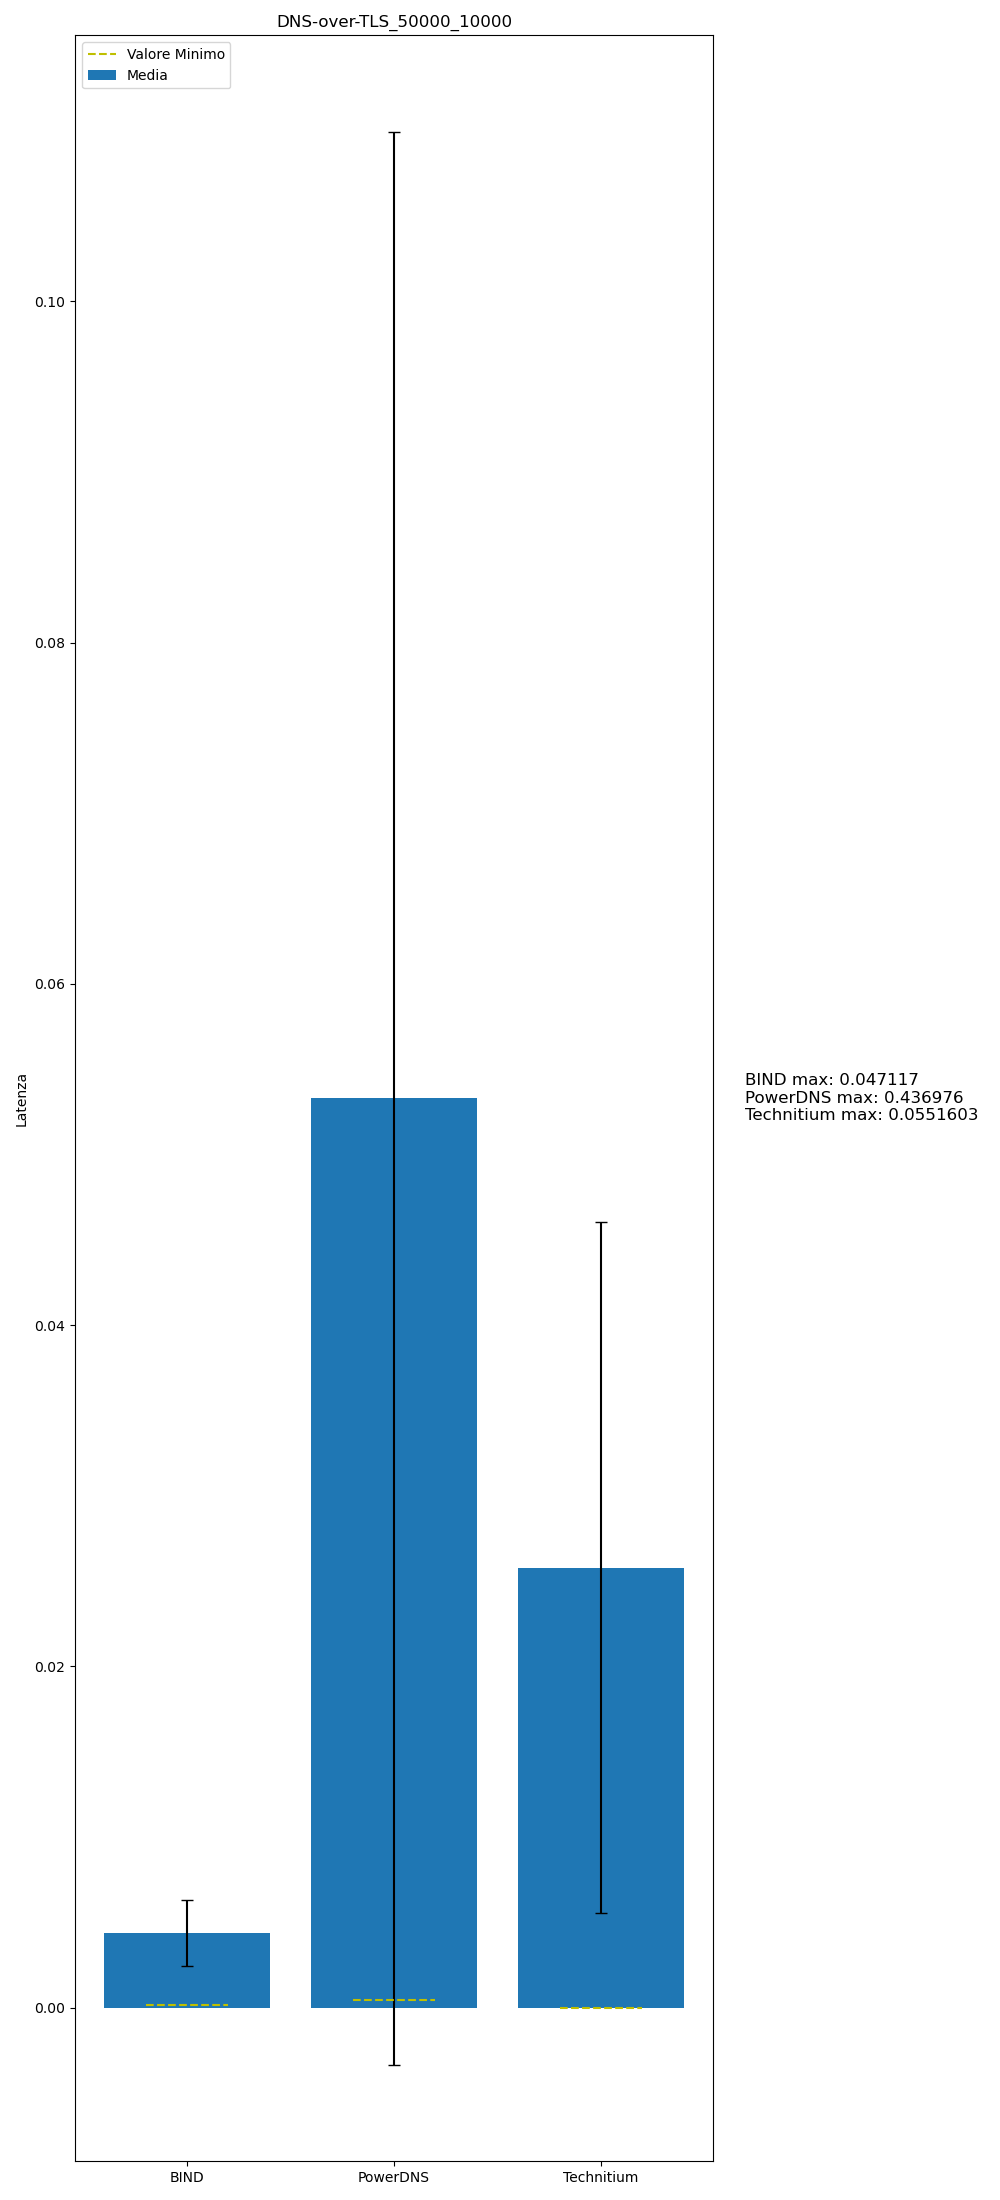 DNS-over-TLS_50000_10000
Valore Minimo
Media
0.10
0.08
0.06
0.04
0.02
0.00
Latenza
BIND max: 0.047117
PowerDNS max: 0.436976
Technitium max: 0.0551603
BIND
PowerDNS
Technitium